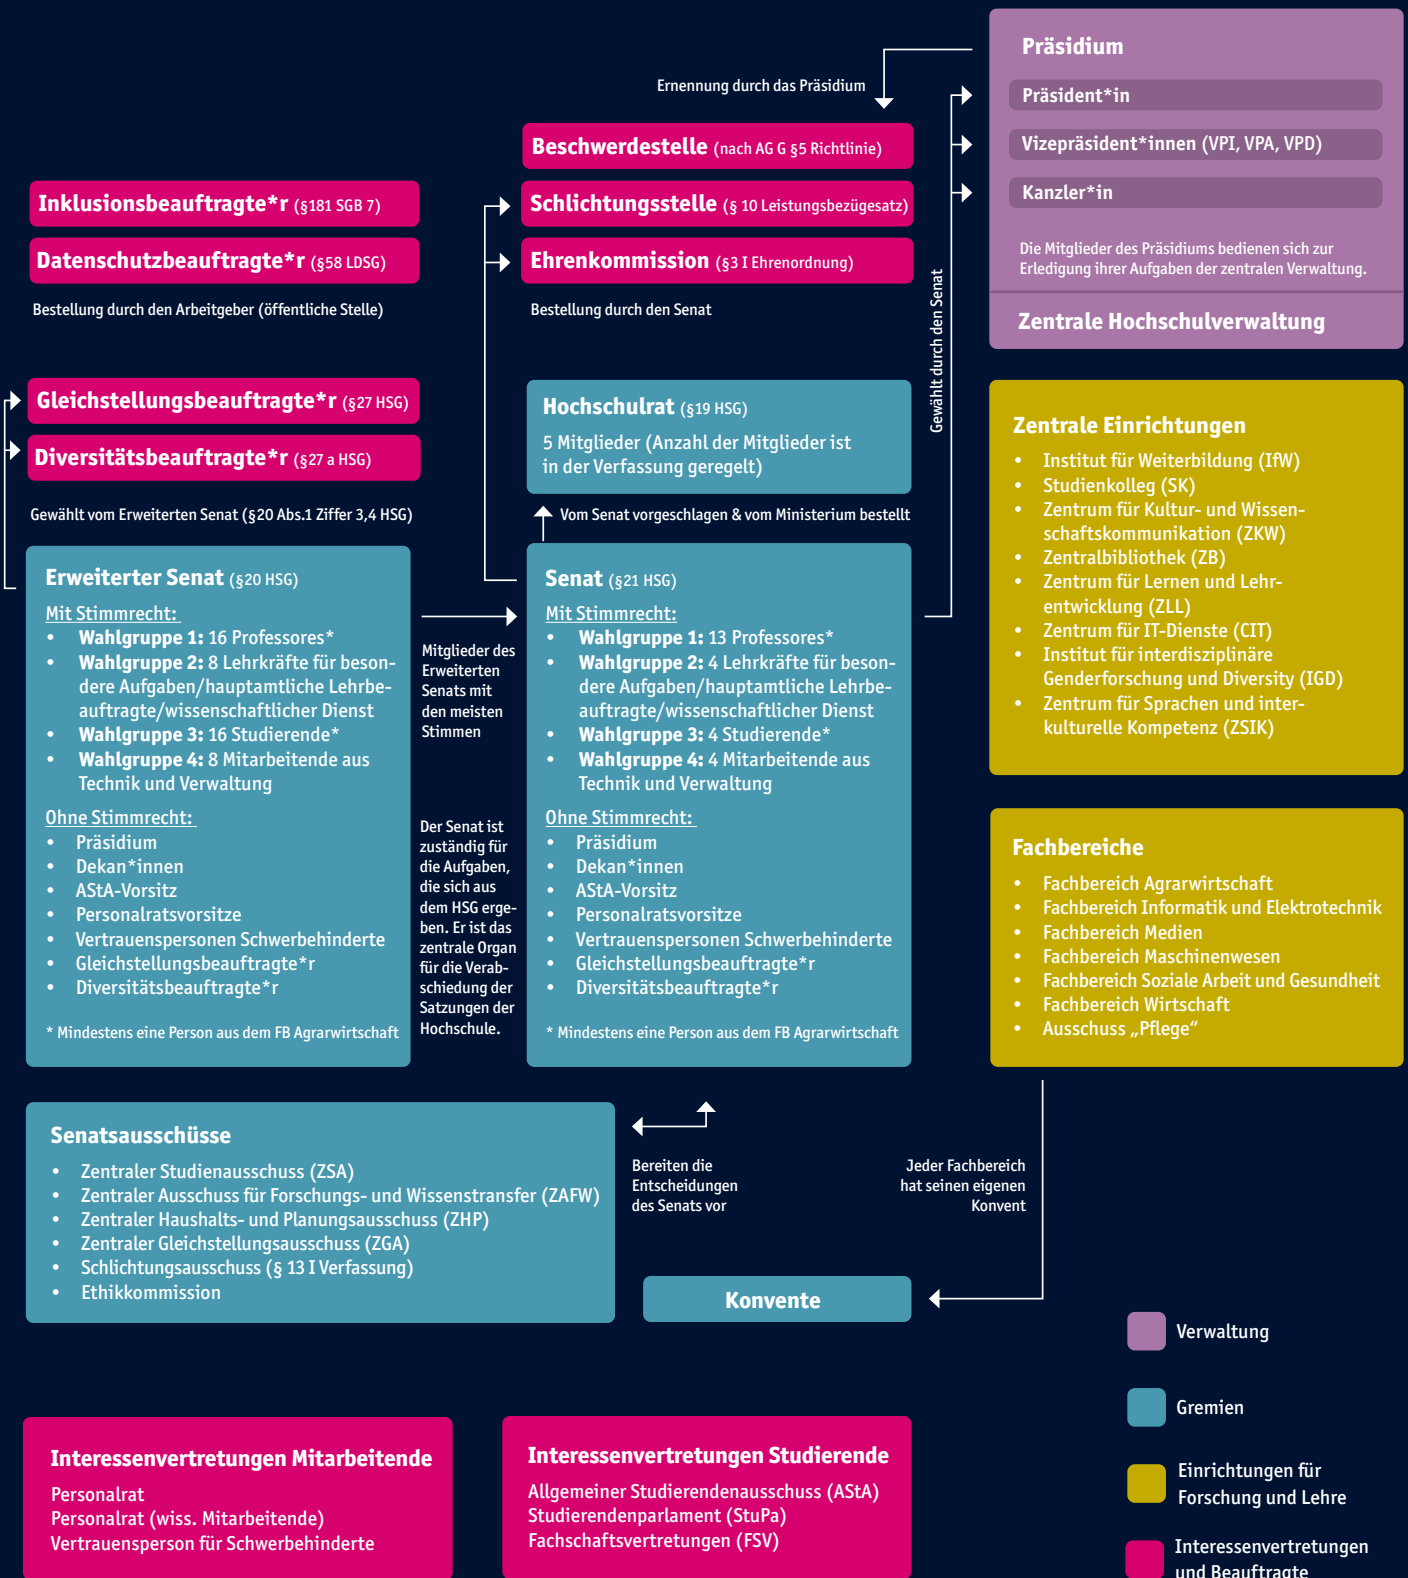 Präsidium
Präsident*in
Vizepräsident*innen (VPI, VPA, VPD)
Kanzler*in
Die Mitglieder des Präsidiums bedienen sich zur
Erledigung ihrer Aufgaben der zentralen Verwaltung.
Zentrale Hochschulverwaltung
Ernennung durch das Präsidium
Beschwerdestelle (nach AG G §5 Richtlinie)
Schlichtungsstelle (§ 10 Leistungsbezügesatz)
Ehrenkommission (§3 I Ehrenordnung)
Bestellung durch den Senat
Inklusionsbeauftragte*r (§181 SGB 7)
Datenschutzbeauftragte*r (§58 LDSG)
Bestellung durch den Arbeitgeber (öffentliche Stelle)
Gleichstellungsbeauftragte*r (§27 HSG)
Diversitätsbeauftragte*r (§27 a HSG)
Gewählt vom Erweiterten Senat (§20 Abs.1 Ziffer 3,4 HSG)
Hochschulrat (§19 HSG)
5 Mitglieder (Anzahl der Mitglieder ist
in der Verfassung geregelt)
Vom Senat vorgeschlagen & vom Ministerium bestellt
Gewählt durch den Senat
Erweiterter Senat (§20 HSG)
Mit Stimmrecht:
• Wahlgruppe 1: 16 Professores*
• Wahlgruppe 2: 8 Lehrkräfte für beson-
dere Aufgaben/hauptamtliche Lehrbe-
auftragte/wissenschaftlicher Dienst
• Wahlgruppe 3: 16 Studierende*
• Wahlgruppe 4: 8 Mitarbeitende aus
Technik und Verwaltung
Ohne Stimmrecht:
• Präsidium
• Dekan*innen
• AStA-Vorsitz
• Personalratsvorsitze
• Vertrauenspersonen Schwerbehinderte
• Gleichstellungsbeauftragte*r
• Diversitätsbeauftragte*r
* Mindestens eine Person aus dem FB Agrarwirtschaft
Mitglieder des
Erweiterten
Senats mit
den meisten
Stimmen
Der Senat ist
zuständig für
die Aufgaben,
die sich aus
dem HSG erge-
ben. Er ist das
zentrale Organ
für die Verab-
schiedung der
Satzungen der
Hochschule.
Senat (§21 HSG)
Mit Stimmrecht:
• Wahlgruppe 1: 13 Professores*
• Wahlgruppe 2: 4 Lehrkräfte für beson-
dere Aufgaben/hauptamtliche Lehrbe-
auftragte/wissenschaftlicher Dienst
• Wahlgruppe 3: 4 Studierende*
• Wahlgruppe 4: 4 Mitarbeitende aus
Technik und Verwaltung
Ohne Stimmrecht:
• Präsidium
• Dekan*innen
• AStA-Vorsitz
• Personalratsvorsitze
• Vertrauenspersonen Schwerbehinderte
• Gleichstellungsbeauftragte*r
• Diversitätsbeauftragte*r
* Mindestens eine Person aus dem FB Agrarwirtschaft
Zentrale Einrichtungen
• Institut für Weiterbildung (IfW)
• Studienkolleg (SK)
• Zentrum für Kultur- und Wissen-
schaftskommunikation (ZKW)
• Zentralbibliothek (ZB)
• Zentrum für Lernen und Lehr-
entwicklung (ZLL)
• Zentrum für IT-Dienste (CIT)
• Institut für interdisziplinäre
Genderforschung und Diversity (IGD)
• Zentrum für Sprachen und inter-
kulturelle Kompetenz (ZSIK)
Fachbereiche
• Fachbereich Agrarwirtschaft
• Fachbereich Informatik und Elektrotechnik
• Fachbereich Medien
• Fachbereich Maschinenwesen
• Fachbereich Soziale Arbeit und Gesundheit
• Fachbereich Wirtschaft
• Ausschuss „Pflege“
Senatsausschüsse
• Zentraler Studienausschuss (ZSA)
• Zentraler Ausschuss für Forschungs- und Wissenstransfer (ZAFW)
• Zentraler Haushalts- und Planungsausschuss (ZHP)
• Zentraler Gleichstellungsausschuss (ZGA)
• Schlichtungsausschuss (§ 13 I Verfassung)
• Ethikkommission
Bereiten die
Entscheidungen
des Senats vor
Jeder Fachbereich
hat seinen eigenen
Konvent
Konvente
Verwaltung
Gremien
Einrichtungen für
Forschung und Lehre
Interessenvertretungen
und Beauftragte
Interessenvertretungen Mitarbeitende
Personalrat
Personalrat (wiss. Mitarbeitende)
Vertrauensperson für Schwerbehinderte
Interessenvertretungen Studierende
Allgemeiner Studierendenausschuss (AStA)
Studierendenparlament (StuPa)
Fachschaftsvertretungen (FSV)